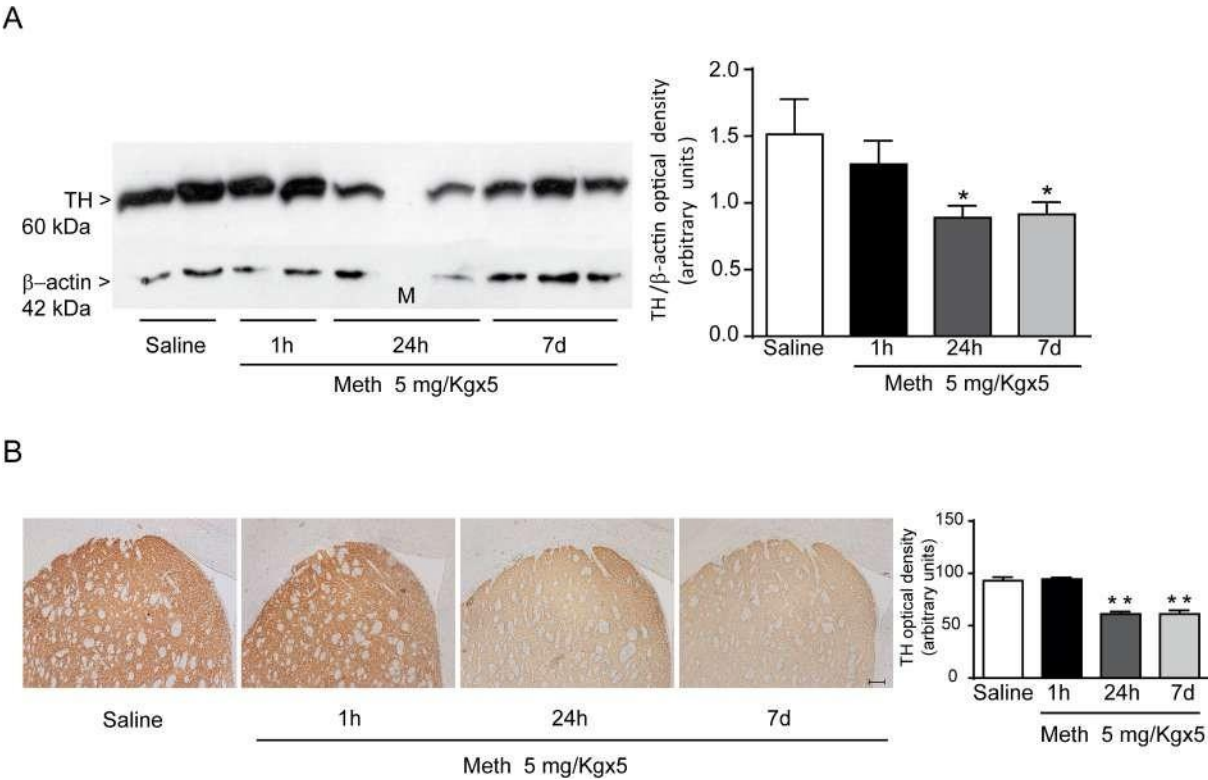 A
TH >
60 kDa
β–actin >
42 kDa
M
Saline 1h 24h 7d
Meth 5 mg/Kgx5
TH/β-actin optical density
(arbitrary units)
2.0
1.5
1.0
0.5
0.0
* *
Saline 1h 24h 7d
Meth 5 mg/Kgx5
B
Saline 1h 24h 7d
Meth 5 mg/Kgx5
TH optical density
(arbitrary units)
150
100
50
0
** **
Saline 1h 24h 7d
Meth 5 mg/Kgx5